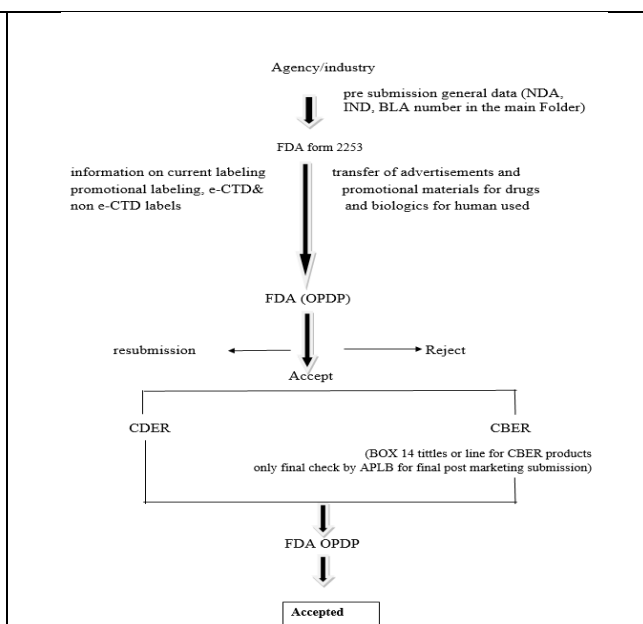 Agency/industry
pre submission general data (NDA,
IND, BLA number in the main Folder)
FDA form 2253
information on current labeling
promotional labeling, e-CTD&
non e-CTD labels
transfer of advertisements and
promotional materials for drugs
and biologics for human used
FDA (OPDP)
resubmission
Reject
Accept
CDER
CBER
(BOX 14 tittles or line for CBER products
only final check by APLB for final post marketing submission)
FDA OPDP
Accepted